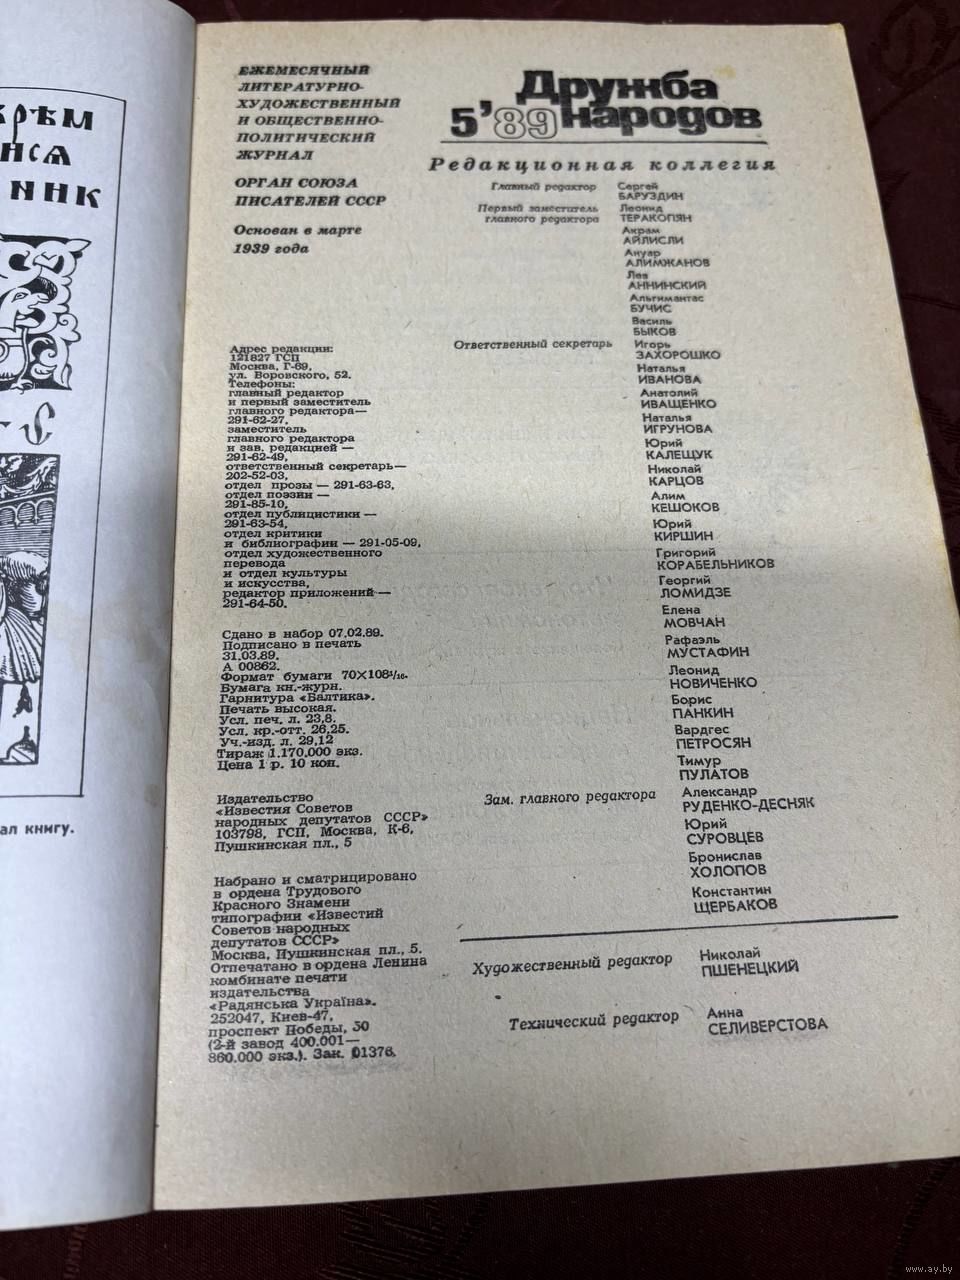 крѣм
нся
ник
ал книгу.
ЕЖЕМЕСЯЧНЫЙ
ЛИТЕРАТУРНО-
ХУДОЖЕСТВЕННЫЙ
И ОБЩЕСТВЕННО-
ПОЛИТИЧЕСКИЙ
ЖУРНАЛ
ОРГАН СОЮЗА
ПИСАТЕЛЕЙ СССР
Основан в марте
1939 года
Дружба
5'89 народов
Редакционная коллегия
Главный редактор Сергей
БАРУЗДИН
Первый заместитель Леонид
главного редактора ТЕРАКОПЯН
Акрам
АЙЛИСЛИ
Ануар
АЛИМЖАНОВ
Лев
АННИНСКИЙ
Альгимантас
БУЧИС
Василь
БЫКОВ
Ответственный секретарь Игорь
ЗАХОРОШКО
Наталья
ИВАНОВА
Анатолий
ИВАЩЕНКО
Наталья
ИГРУНОВА
Юрий
КАЛЕЩУК
Николай
КАРЦОВ
Алим
КЕШОКОВ
Юрий
КИРШИН
Григорий
КОРАБЕЛЬНИКОВ
Георгий
ЛОМИДЗЕ
Елена
МОВЧАН
Рафаэль
МУСТАФИН
Леонид
НОВИЧЕНКО
Борис
ПАНКИН
Вардгес
ПЕТРОСЯН
Тимур
ПУЛАТОВ
Зам. главного редактора Александр
РУДЕНКО-ДЕСНЯК
Юрий
СУРОВЦЕВ
Бронислав
ХОЛОПОВ
Константин
ЩЕРБАКОВ
Художественный редактор Николай
ПШЕНЕЦКИЙ
Технический редактор Анна
СЕЛИВЕРСТОВА
Адрес редакции:
121827 ГСП
Москва, Г-69,
ул. Воровского, 52.
Телефоны:
главный редактор
и первый заместитель
главного редактора—
291-62-27,
заместитель
главного редактора
и зав. редакцией —
291-62-49,
ответственный секретарь—
202-52-03,
отдел прозы — 291-63-63,
отдел поэзии —
291-85-10,
отдел публицистики —
291-63-54,
отдел критики
и библиографии — 291-05-09,
отдел художественного
перевода
и отдел культуры
и искусства,
редактор приложений —
291-64-50.
Сдано в набор 07.02.89.
Подписано в печать
31.03.89.
А 00862.
Формат бумаги 70×108¹/₁₆.
Бумага кн.-журн.
Гарнитура «Балтика».
Печать высокая.
Усл. печ. л. 23,8.
Усл. кр.-отт. 26,25.
Уч.-изд. л. 29,12
Тираж 1.170.000 экз.
Цена 1 р. 10 коп.
Издательство
«Известия Советов
народных депутатов СССР»
103798, ГСП, Москва, К-6,
Пушкинская пл., 5
Набрано и сматрицировано
в ордена Трудового
Красного Знамени
типографии «Известий
Советов народных
депутатов СССР»
Москва, Пушкинская пл., 5.
Отпечатано в ордена Ленина
комбинате печати
издательства
«Радянська Україна».
252047, Киев-47,
проспект Победы, 50
(2-й завод 400.001—
860.000 экз.). Зак. 01376.
www.ay.by